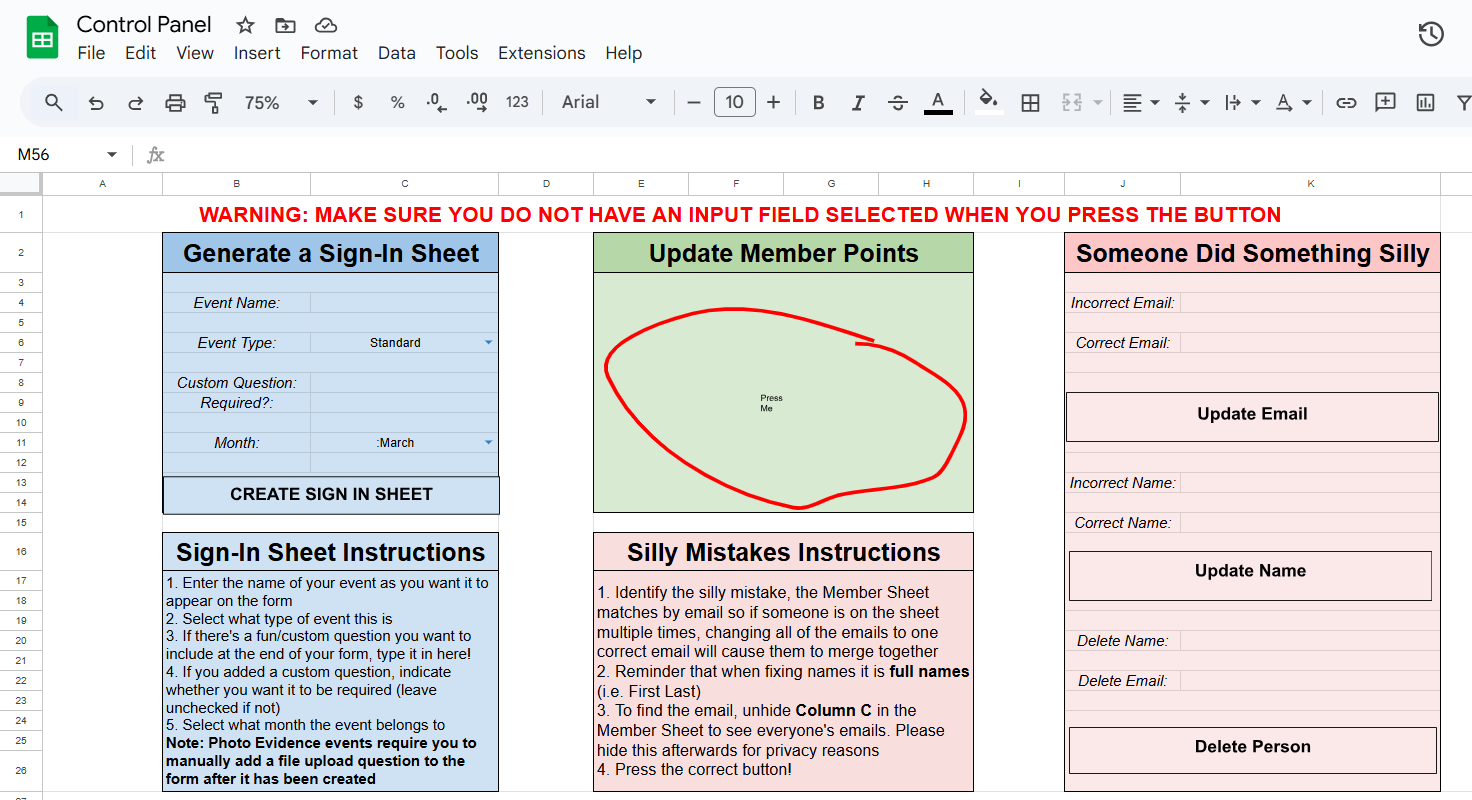 Control Panel
File Edit View Insert Format Data Tools Extensions Help
75% $ % .0 .00 123 Arial 10 B I S A
M56 fx
A B C D E F G H I J K
1 WARNING: MAKE SURE YOU DO NOT HAVE AN INPUT FIELD SELECTED WHEN YOU PRESS THE BUTTON
2 Generate a Sign-In Sheet Update Member Points Someone Did Something Silly
3
4 Event Name: Incorrect Email:
5
6 Event Type: Standard Correct Email:
7
8 Custom Question:
9 Required?:
Press
Me
Update Email
10
11 Month: :March
12
13 CREATE SIGN IN SHEET Incorrect Name:
14
15 Correct Name:
16 Sign-In Sheet Instructions Silly Mistakes Instructions
Update Name
17
18
19
20
21
22
23
24
25
26
1. Enter the name of your event as you want it to
appear on the form
2. Select what type of event this is
3. If there's a fun/custom question you want to
include at the end of your form, type it in here!
4. If you added a custom question, indicate
whether you want it to be required (leave
unchecked if not)
5. Select what month the event belongs to
Note: Photo Evidence events require you to
manually add a file upload question to the
form after it has been created
1. Identify the silly mistake, the Member Sheet
matches by email so if someone is on the sheet
multiple times, changing all of the emails to one
correct email will cause them to merge together
2. Reminder that when fixing names it is full names
(i.e. First Last)
3. To find the email, unhide Column C in the
Member Sheet to see everyone's emails. Please
hide this afterwards for privacy reasons
4. Press the correct button!
Delete Name:
Delete Email:
Delete Person